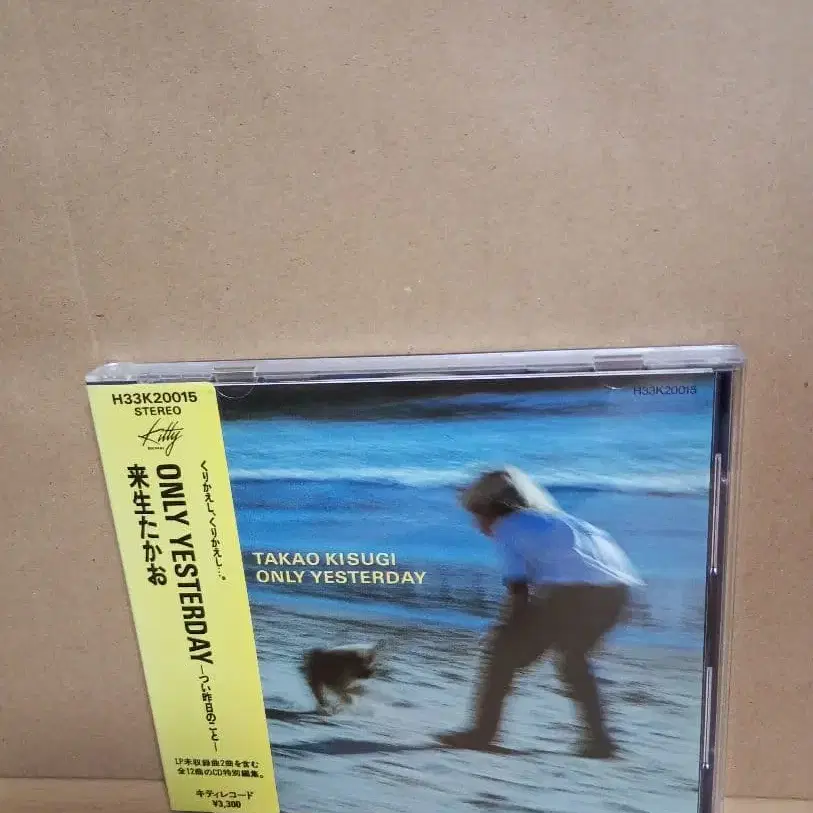 H33K20015
STEREO
Kitty
RECORDS
くりかえし、くりかえし…。
ONLY YESTERDAY
—つい昨日のこと—
来生たかお
LP未収録曲2曲を含む
全12曲のCD特別編集。
キティレコード
¥3,300
H33K20015
TAKAO KISUGI
ONLY YESTERDAY